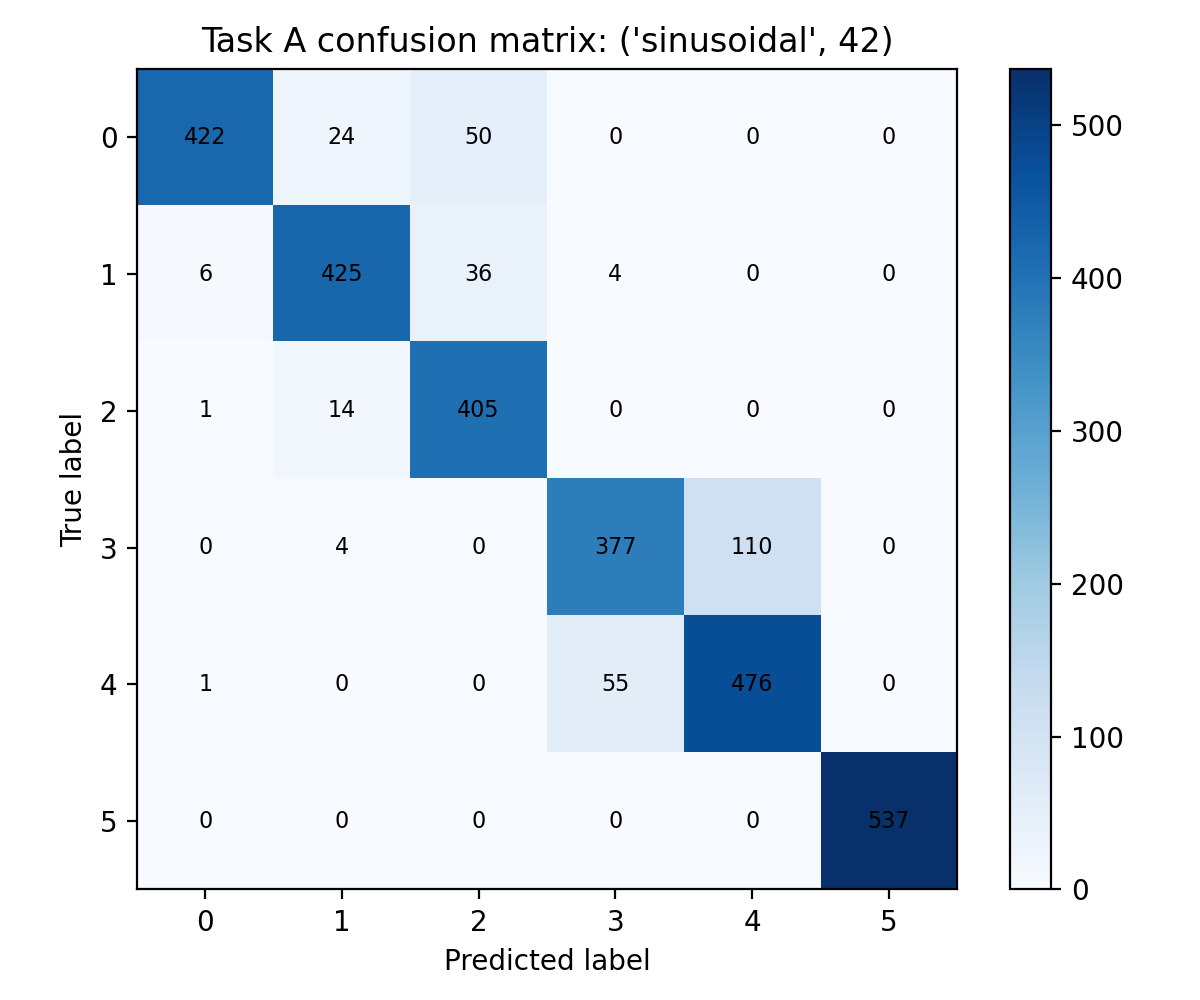 Task A confusion matrix: ('sinusoidal', 42)
0 422 24 50 0 0 0
1 6 425 36 4 0 0
2 1 14 405 0 0 0
3 0 4 0 377 110 0
4 1 0 0 55 476 0
5 0 0 0 0 0 537
0 1 2 3 4 5
Predicted label
True label
500
400
300
200
100
0